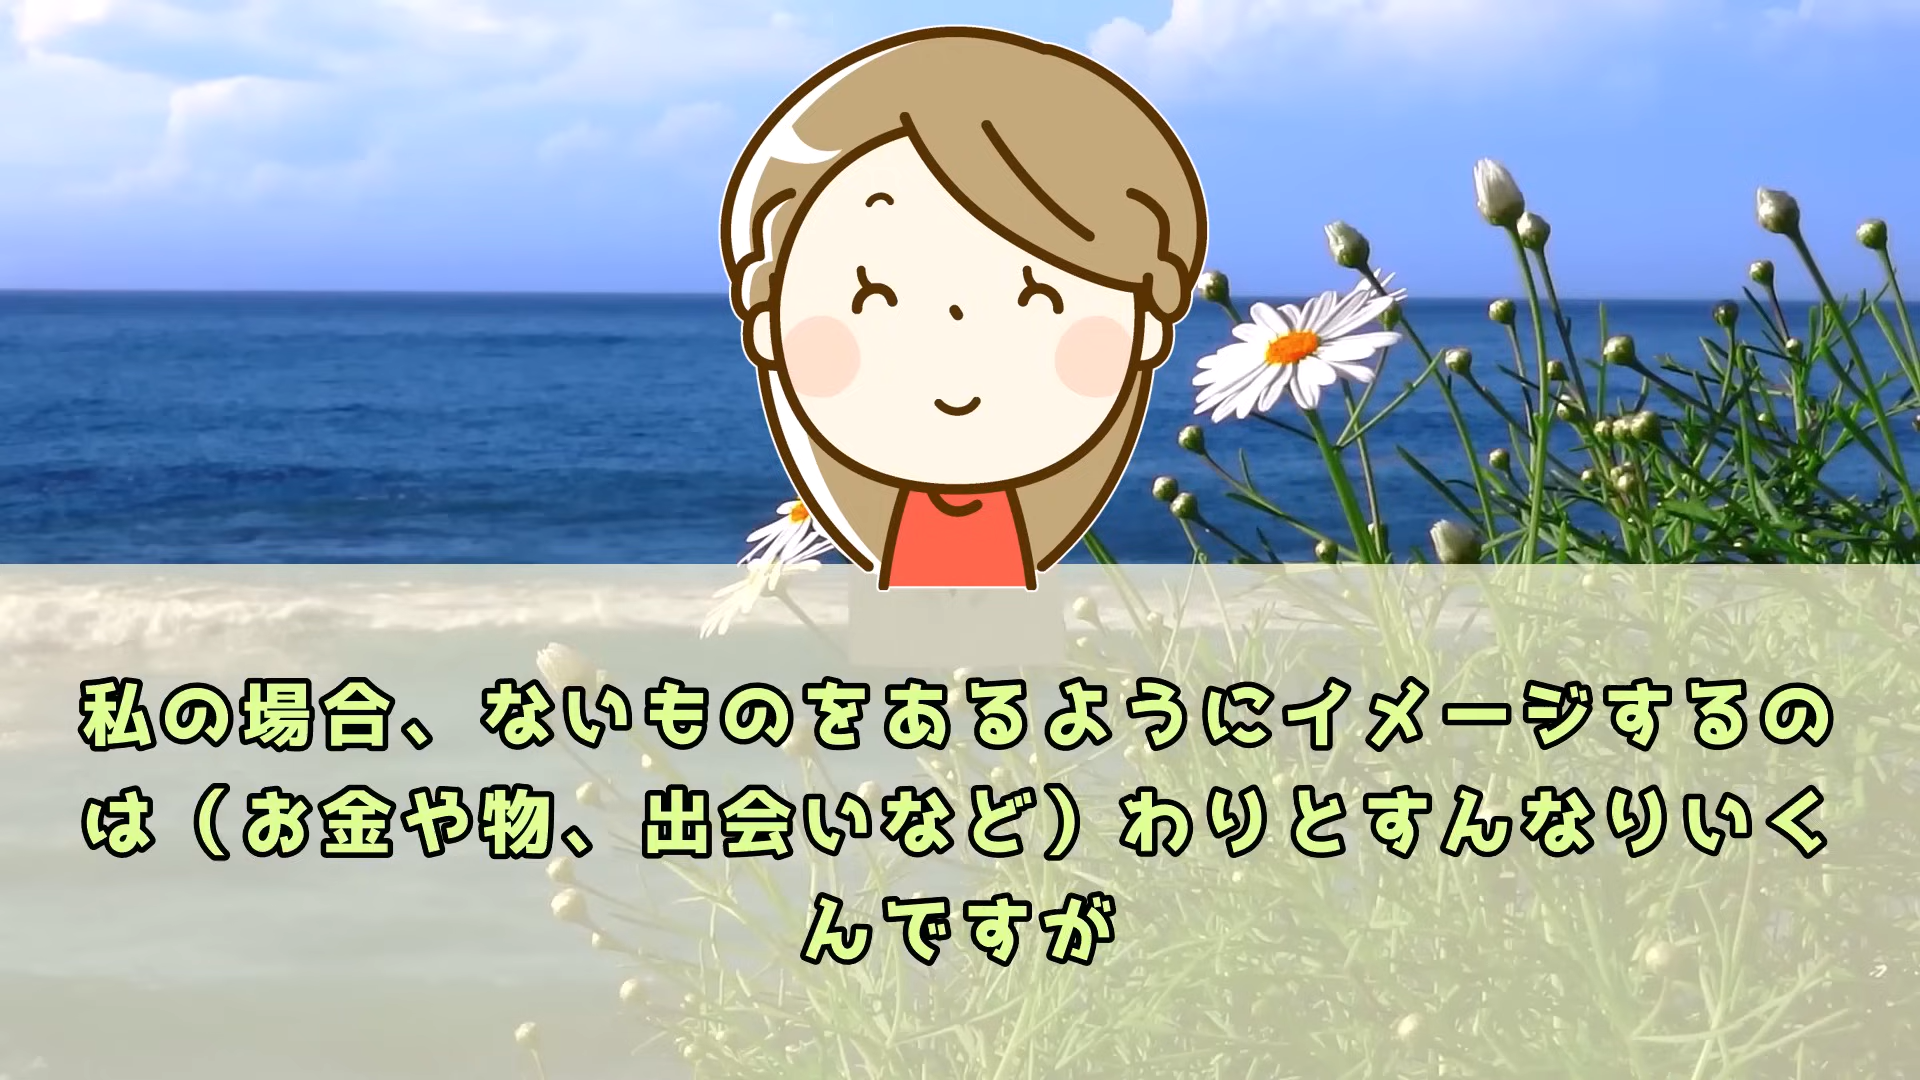 私の場合、ないものをあるようにイメージするの
は（お金や物、出会いなど）わりとすんなりいく
んですが